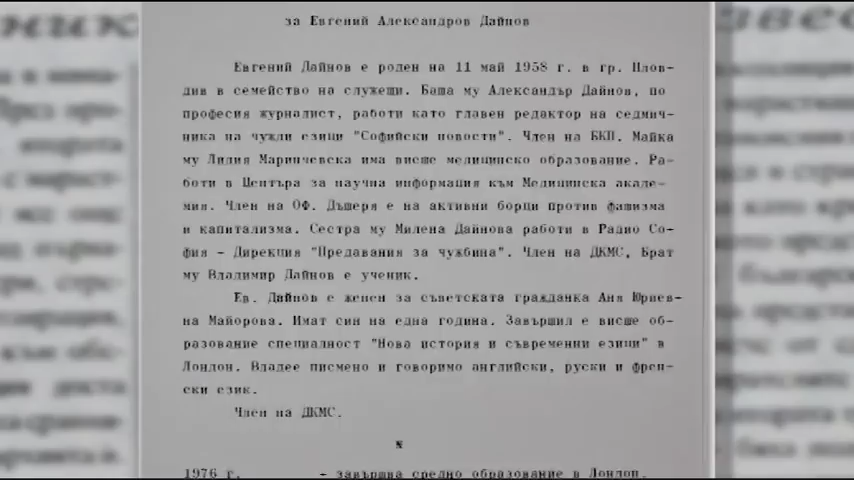 за Евгений Александров Дайнов
Евгений Дайнов е роден на 11 май 1958 г. в гр. Плов-
див в семейство на служещи. Баша му Александър Дайнов, по
професия журналист, работи като главен редактор на седмич-
ника на чужди езици "Софийски новости". Член на БКП. Майка
му Лидия Маринчевска има висше медицинско образование. Ра-
боти в Центъра за научна информация към Медицинска акаде-
мия. Член на ОФ. Дъщеря е на активни борци против фашизма
и капитализма. Сестра му Милена Дайнова работи в Радио Со-
фия - Дирекция "Предавания за чужбина". Член на ДКМС, Брат
му Владимир Дайнов е ученик.
Ев. Дайнов е женен за съветската гражданка Аня Юриев-
на Майорова. Имат син на една година. Завършил е висше об-
разование специалност "Нова история и съвременни езици" в
Лондон. Владее писмено и говоримо английски, руски и френ-
ски език.
Член на ДКМС.
*
1976 г. - завършва средно образование в Лондон.